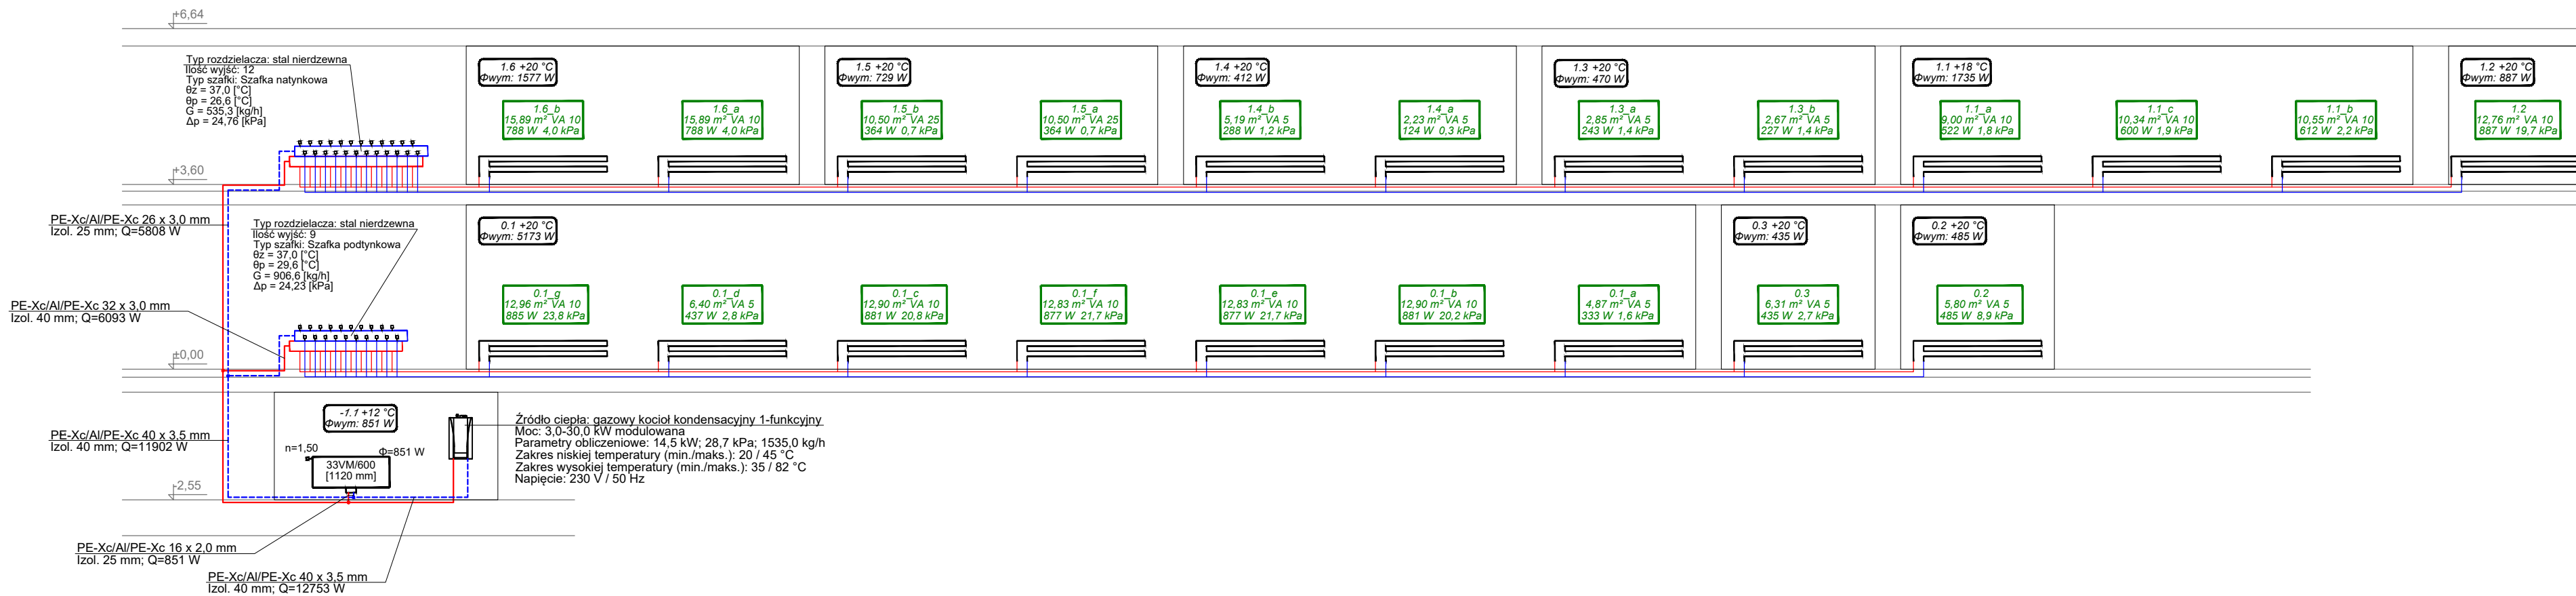 +6,64
Typ rozdzielacza: stal nierdzewna
Ilość wyjść: 12
Typ szafki: Szafka natynkowa
θz = 37,0 [°C]
θp = 26,6 [°C]
G = 535,3 [kg/h]
Δp = 24,76 [kPa]
1.6 +20 °C
Φwym: 1577 W
1.6_b
15,89 m² VA 10
788 W 4,0 kPa
1.6_a
15,89 m² VA 10
788 W 4,0 kPa
1.5 +20 °C
Φwym: 729 W
1.5_b
10,50 m² VA 25
364 W 0,7 kPa
1.5_a
10,50 m² VA 25
364 W 0,7 kPa
1.4 +20 °C
Φwym: 412 W
1.4_b
5,19 m² VA 5
288 W 1,2 kPa
1.4_a
2,23 m² VA 5
124 W 0,3 kPa
1.3 +20 °C
Φwym: 470 W
1.3_a
2,85 m² VA 5
243 W 1,4 kPa
1.3_b
2,67 m² VA 5
227 W 1,4 kPa
1.1 +18 °C
Φwym: 1735 W
1.1_a
9,00 m² VA 10
522 W 1,8 kPa
1.1_c
10,34 m² VA 10
600 W 1,9 kPa
1.1_b
10,55 m² VA 10
612 W 2,2 kPa
1.2 +20 °C
Φwym: 887 W
1.2
12,76 m² VA 10
887 W 19,7 kPa
+3,60
PE-Xc/Al/PE-Xc 26 x 3,0 mm
Izol. 25 mm; Q=5808 W
Typ rozdzielacza: stal nierdzewna
Ilość wyjść: 9
Typ szafki: Szafka podtynkowa
θz = 37,0 [°C]
θp = 29,6 [°C]
G = 906,6 [kg/h]
Δp = 24,23 [kPa]
PE-Xc/Al/PE-Xc 32 x 3,0 mm
Izol. 40 mm; Q=6093 W
0.1 +20 °C
Φwym: 5173 W
0.1_g
12,96 m² VA 10
885 W 23,8 kPa
0.1_d
6,40 m² VA 5
437 W 2,8 kPa
0.1_c
12,90 m² VA 10
881 W 20,8 kPa
0.1_f
12,83 m² VA 10
877 W 21,7 kPa
0.1_e
12,83 m² VA 10
877 W 21,7 kPa
0.1_b
12,90 m² VA 10
881 W 20,2 kPa
0.1_a
4,87 m² VA 5
333 W 1,6 kPa
0.3 +20 °C
Φwym: 435 W
0.3
6,31 m² VA 5
435 W 2,7 kPa
0.2 +20 °C
Φwym: 485 W
0.2
5,80 m² VA 5
485 W 8,9 kPa
±0,00
PE-Xc/Al/PE-Xc 40 x 3,5 mm
Izol. 40 mm; Q=11902 W
-1.1 +12 °C
Φwym: 851 W
n=1,50
Φ=851 W
33VM/600
[1120 mm]
Źródło ciepła: gazowy kocioł kondensacyjny 1-funkcyjny
Moc: 3,0-30,0 kW modulowana
Parametry obliczeniowe: 14,5 kW; 28,7 kPa; 1535,0 kg/h
Zakres niskiej temperatury (min./maks.): 20 / 45 °C
Zakres wysokiej temperatury (min./maks.): 35 / 82 °C
Napięcie: 230 V / 50 Hz
-2,55
PE-Xc/Al/PE-Xc 16 x 2,0 mm
Izol. 25 mm; Q=851 W
PE-Xc/Al/PE-Xc 40 x 3,5 mm
Izol. 40 mm; Q=12753 W